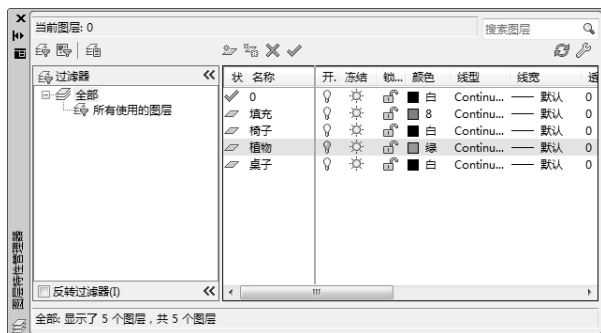 当前图层: 0
搜索图层
过滤器
全部
所有使用的图层
反转过滤器(I)
状 名称 开. 冻结 锁... 颜色 线型 线宽 透
0 白 Continu... 默认 0
填充 8 Continu... 默认 0
椅子 白 Continu... 默认 0
植物 绿 Continu... 默认 0
桌子 白 Continu... 默认 0
图层特性管理器
全部: 显示了 5 个图层 , 共 5 个图层